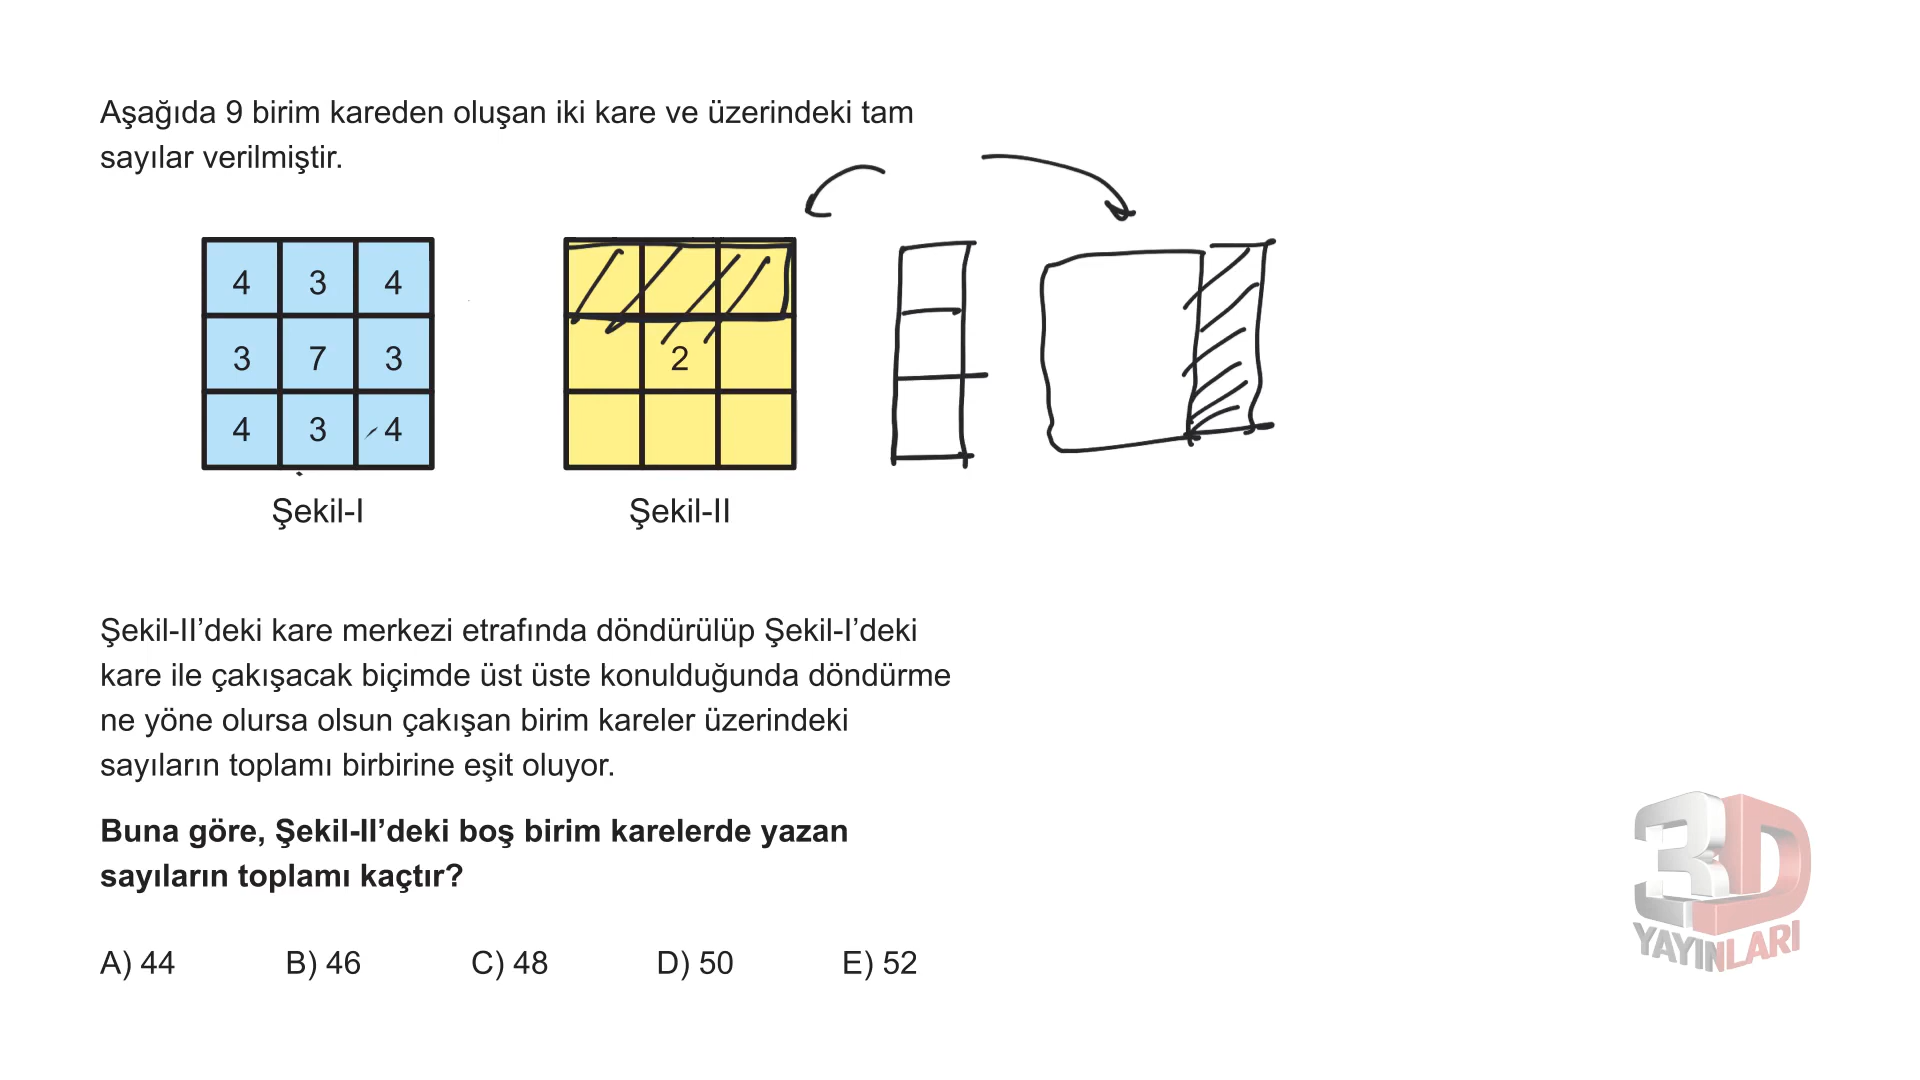 Aşağıda 9 birim kareden oluşan iki kare ve üzerindeki tam
sayılar verilmiştir.
4 3 4
3 7 3
4 3 4
2
Şekil-I
Şekil-II
Şekil-II’deki kare merkezi etrafında döndürülüp Şekil-I’deki
kare ile çakışacak biçimde üst üste konulduğunda döndürme
ne yöne olursa olsun çakışan birim kareler üzerindeki
sayıların toplamı birbirine eşit oluyor.
Buna göre, Şekil-II’deki boş birim karelerde yazan
sayıların toplamı kaçtır?
A) 44 B) 46 C) 48 D) 50 E) 52
3D
YAYINLARI